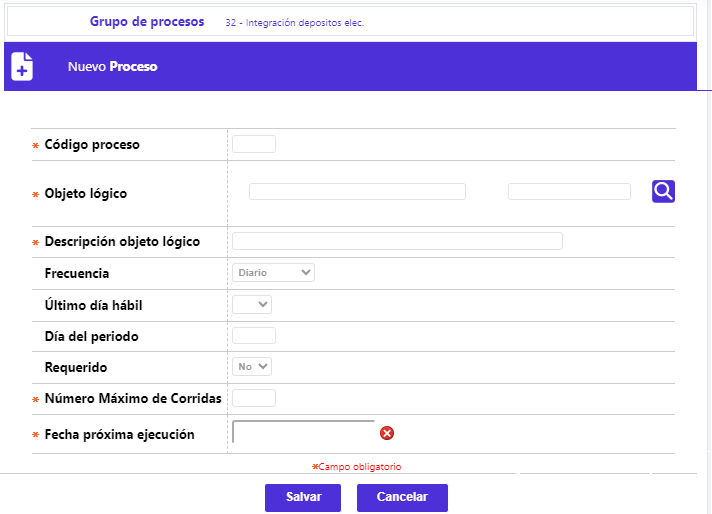 Grupo de procesos 32 - Integración depositos elec.
Nuevo Proceso
* Código proceso
* Objeto lógico
* Descripción objeto lógico
Frecuencia Diario
Último día hábil
Día del periodo
Requerido No
* Número Máximo de Corridas
* Fecha próxima ejecución
*Campo obligatorio
Salvar Cancelar